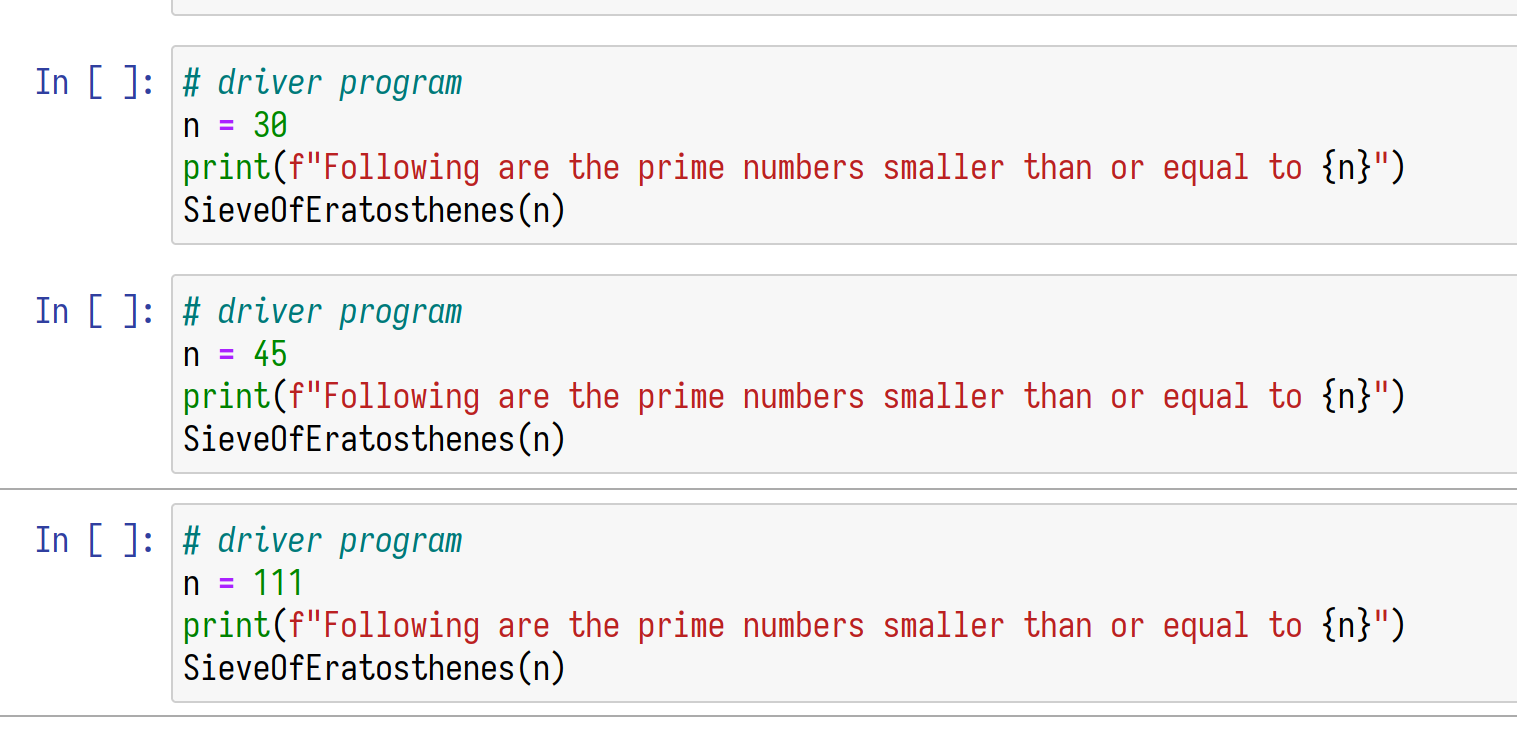 In [ ]: # driver program
n = 30
print(f"Following are the prime numbers smaller than or equal to {n}")
SieveOfEratosthenes(n)
In [ ]: # driver program
n = 45
print(f"Following are the prime numbers smaller than or equal to {n}")
SieveOfEratosthenes(n)
In [ ]: # driver program
n = 111
print(f"Following are the prime numbers smaller than or equal to {n}")
SieveOfEratosthenes(n)